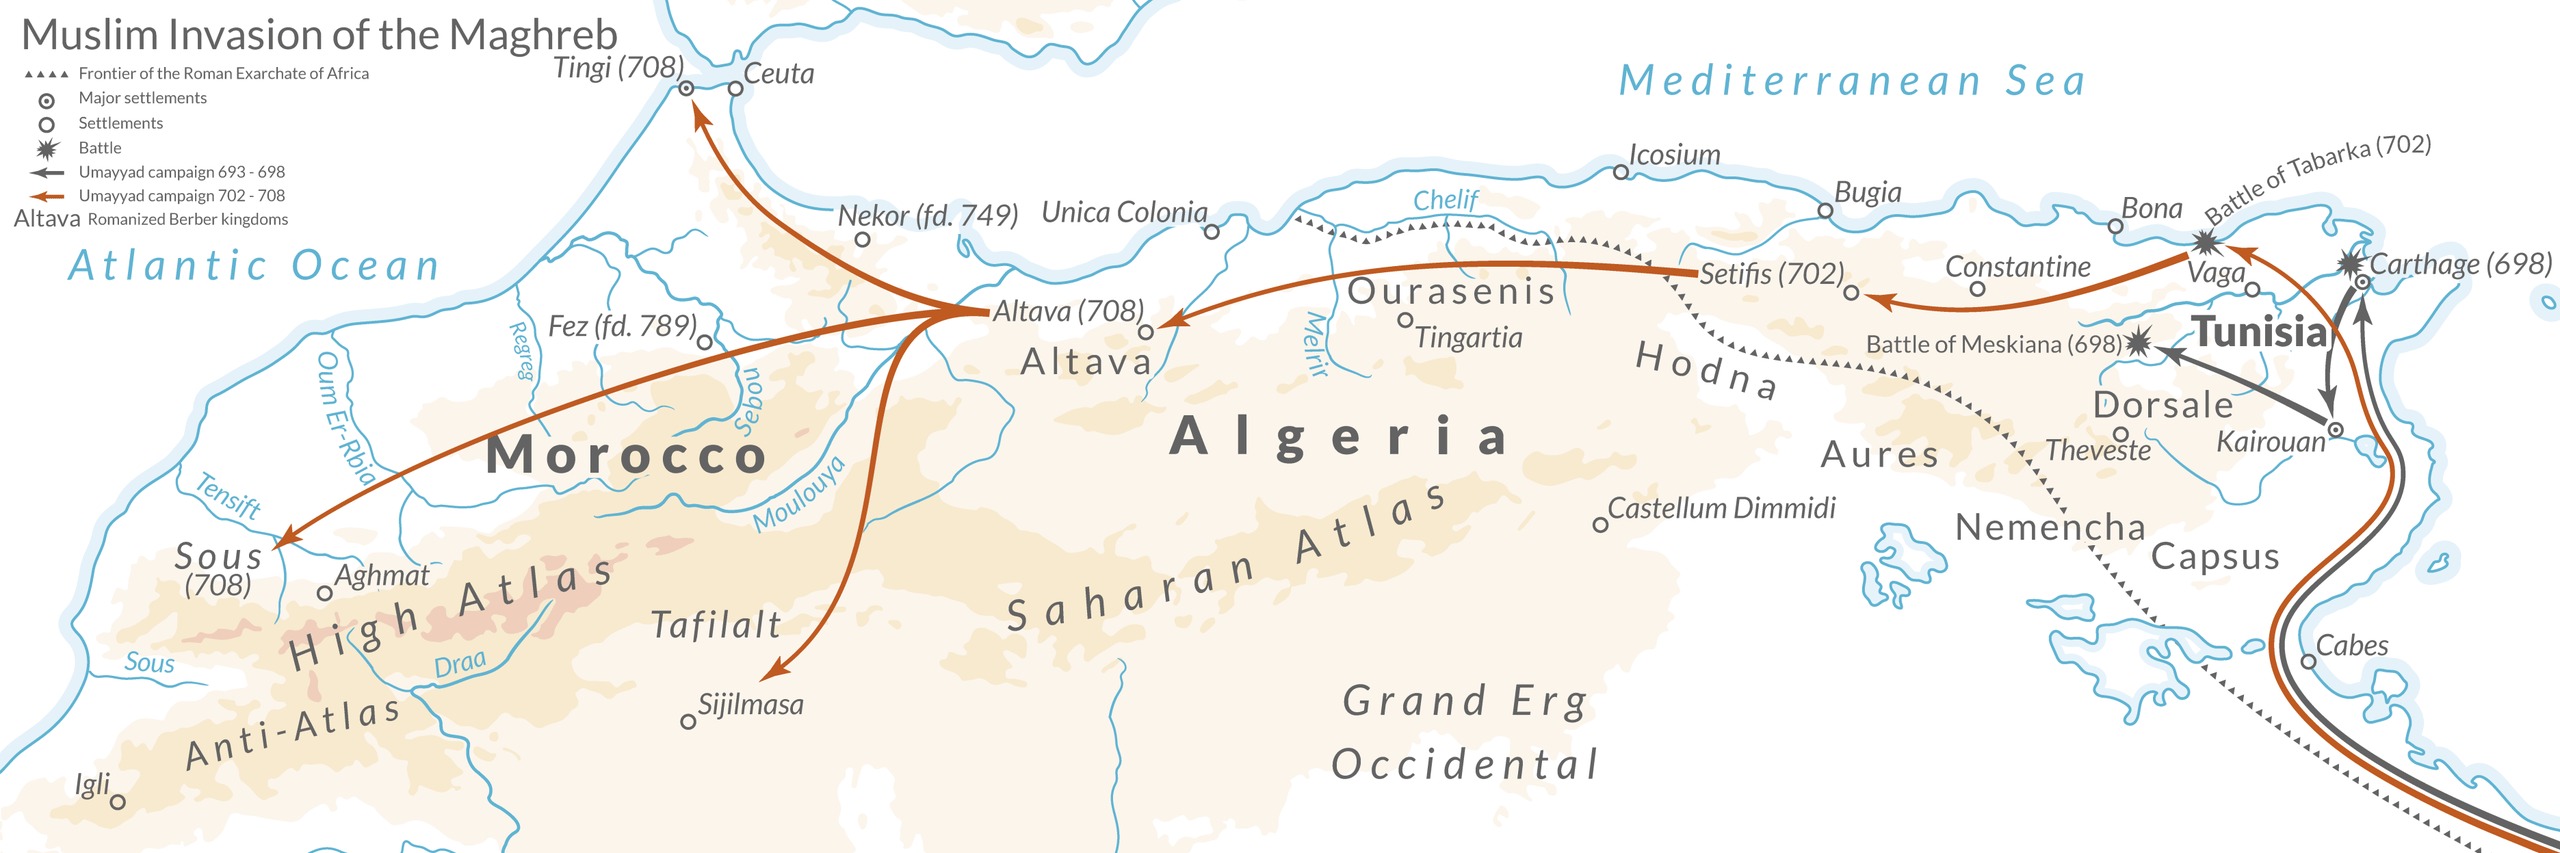 Muslim Invasion of the Maghreb
Frontier of the Roman Exarchate of Africa
Major settlements
Settlements
Battle
Umayyad campaign 693 - 698
Umayyad campaign 702 - 708
Altava Romanized Berber kingdoms
Atlantic Ocean
Mediterranean Sea
Tingi (708)
Ceuta
Nekor (fd. 749)
Unica Colonia
Chelif
Icosium
Bugia
Bona
Battle of Tabarka (702)
Vaga
Carthage (698)
Constantine
Setifis (702)
Ourasenis
Tingartia
Melrir
Altava (708)
Altava
Fez (fd. 789)
Regreg
Sebou
Oum Er-Rbia
Hodna
Battle of Meskiana (698)
Tunisia
Dorsale
Theveste
Kairouan
Morocco
Algeria
Aures
Moulouya
Tensift
Saharan Atlas
Castellum Dimmidi
Nemencha
Capsus
Sous
(708)
Aghmat
High Atlas
Tafilalt
Sous
Draa
Cabes
Sijilmasa
Anti-Atlas
Grand Erg
Occidental
Igli